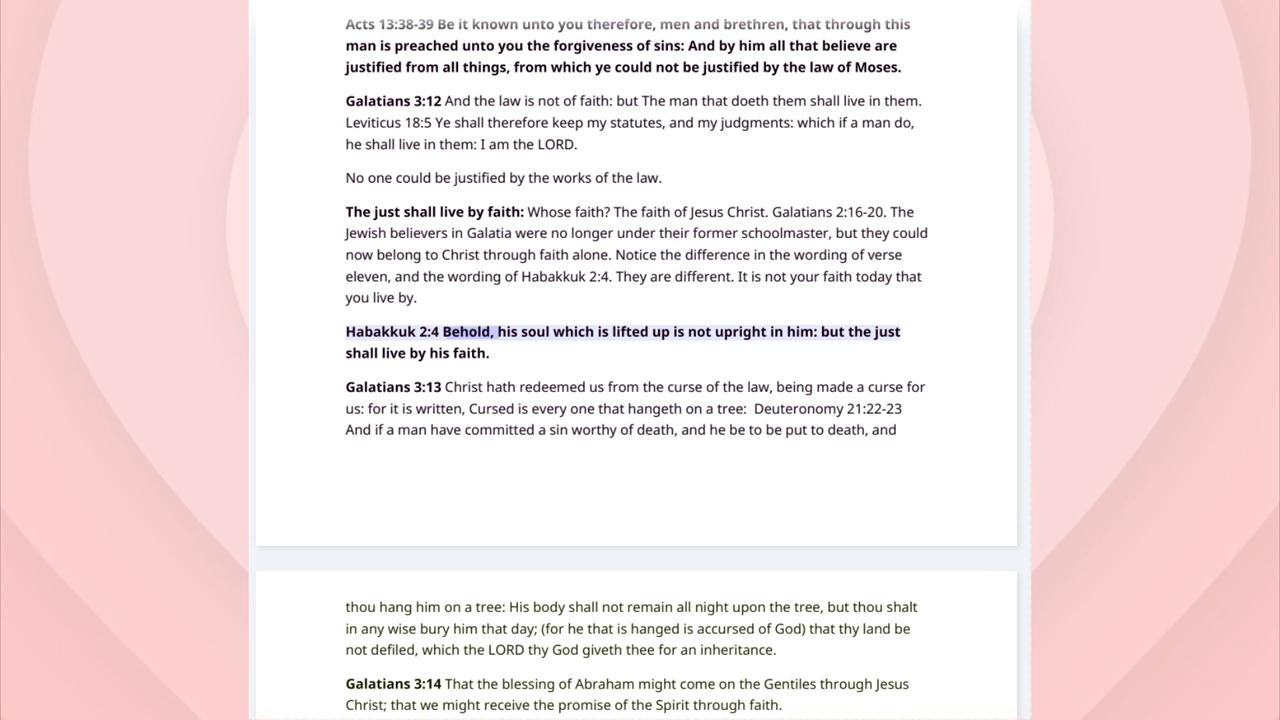 Acts 13:38-39 Be it known unto you therefore, men and brethren, that through this
man is preached unto you the forgiveness of sins: And by him all that believe are
justified from all things, from which ye could not be justified by the law of Moses.
Galatians 3:12 And the law is not of faith: but The man that doeth them shall live in them.
Leviticus 18:5 Ye shall therefore keep my statutes, and my judgments: which if a man do,
he shall live in them: I am the LORD.
No one could be justified by the works of the law.
The just shall live by faith: Whose faith? The faith of Jesus Christ. Galatians 2:16-20. The
Jewish believers in Galatia were no longer under their former schoolmaster, but they could
now belong to Christ through faith alone. Notice the difference in the wording of verse
eleven, and the wording of Habakkuk 2:4. They are different. It is not your faith today that
you live by.
Habakkuk 2:4 Behold, his soul which is lifted up is not upright in him: but the just
shall live by his faith.
Galatians 3:13 Christ hath redeemed us from the curse of the law, being made a curse for
us: for it is written, Cursed is every one that hangeth on a tree:  Deuteronomy 21:22-23
And if a man have committed a sin worthy of death, and he be to be put to death, and
thou hang him on a tree: His body shall not remain all night upon the tree, but thou shalt
in any wise bury him that day; (for he that is hanged is accursed of God) that thy land be
not defiled, which the LORD thy God giveth thee for an inheritance.
Galatians 3:14 That the blessing of Abraham might come on the Gentiles through Jesus
Christ; that we might receive the promise of the Spirit through faith.